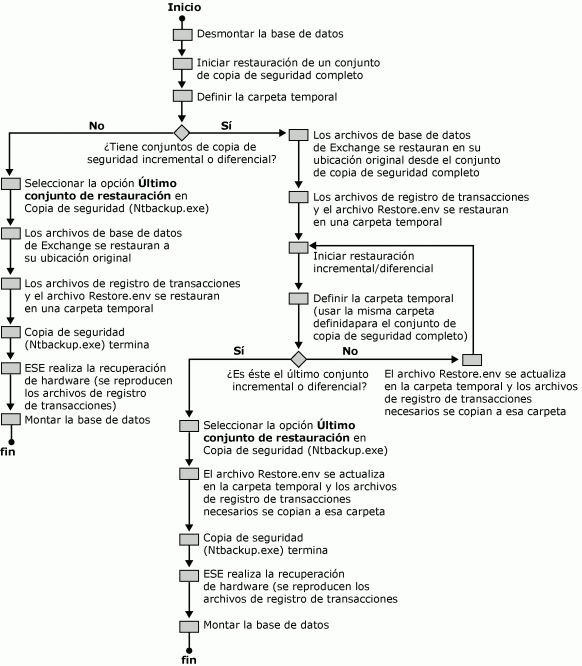 Inicio
Desmontar la base de datos
Iniciar restauración de un conjunto
de copia de seguridad completo
Definir la carpeta temporal
No
Sí
¿Tiene conjuntos de copia de
seguridad incremental o diferencial?
Seleccionar la opción Último
conjunto de restauración en
Copia de seguridad (Ntbackup.exe)
Los archivos de base de datos
de Exchange se restauran a
su ubicación original
Los archivos de registro de transacciones
y el archivo Restore.env se restauran
en una carpeta temporal
Copia de seguridad
(Ntbackup.exe) termina
ESE realiza la recuperación
de hardware (se reproducen
los archivos de registro
de transacciones)
Montar la base de datos
fin
Los archivos de base de datos
de Exchange se restauran en su
ubicación original desde el conjunto
de copia de seguridad completo
Los archivos de registro de transacciones
y el archivo Restore.env se restauran
en una carpeta temporal
Iniciar restauración
incremental/diferencial
Definir la carpeta temporal
(usar la misma carpeta
definidapara el conjunto de
copia de seguridad completo)
Sí
No
¿Es éste el último conjunto
incremental o diferencial?
El archivo Restore.env se actualiza
en la carpeta temporal y los archivos
de registro de transacciones
necesarios se copian a esa carpeta
Seleccionar la opción Último
conjunto de restauración en
Copia de seguridad (Ntbackup.exe)
El archivo Restore.env se actualiza
en la carpeta temporal y los archivos
de registro de transacciones
necesarios se copian a esa carpeta
Copia de seguridad
(Ntbackup.exe) termina
ESE realiza la recuperación
de hardware (se reproducen los
archivos de registro de transacciones
Montar la base de datos
fin